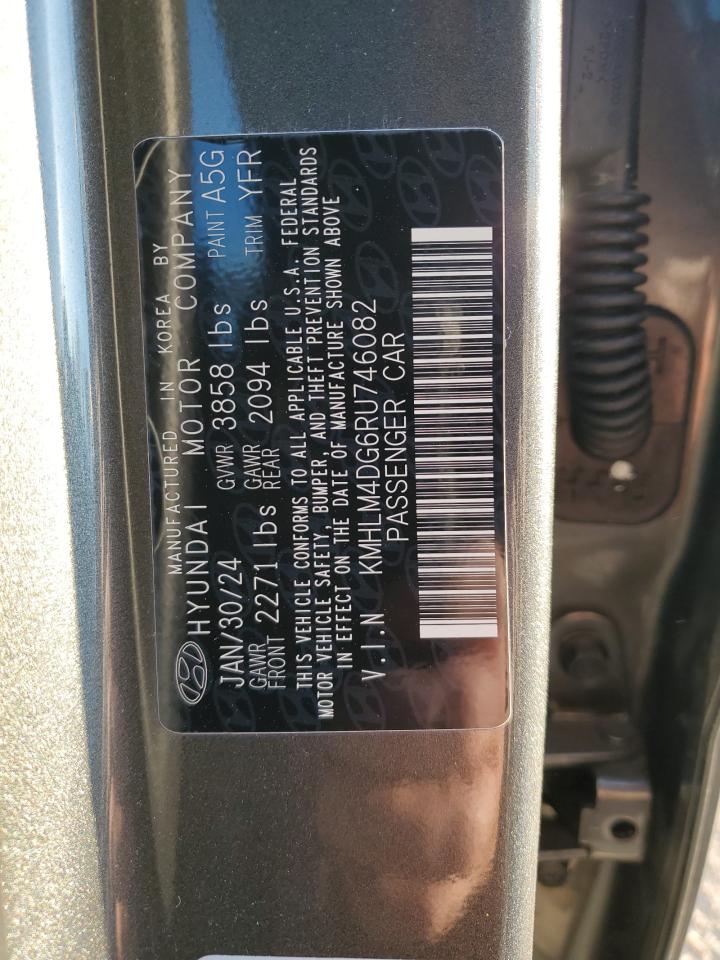 MANUFACTURED IN KOREA BY
HYUNDAI MOTOR COMPANY
JAN/30/24 GVWR 3858 lbs PAINT A5G
GAWR FRONT 2271 lbs GAWR REAR 2094 lbs TRIM YFR
THIS VEHICLE CONFORMS TO ALL APPLICABLE U.S.A. FEDERAL
MOTOR VEHICLE SAFETY, BUMPER, AND THEFT PREVENTION STANDARDS
IN EFFECT ON THE DATE OF MANUFACTURE SHOWN ABOVE
V.I.N KMHLM4DG6RU746082
PASSENGER CAR